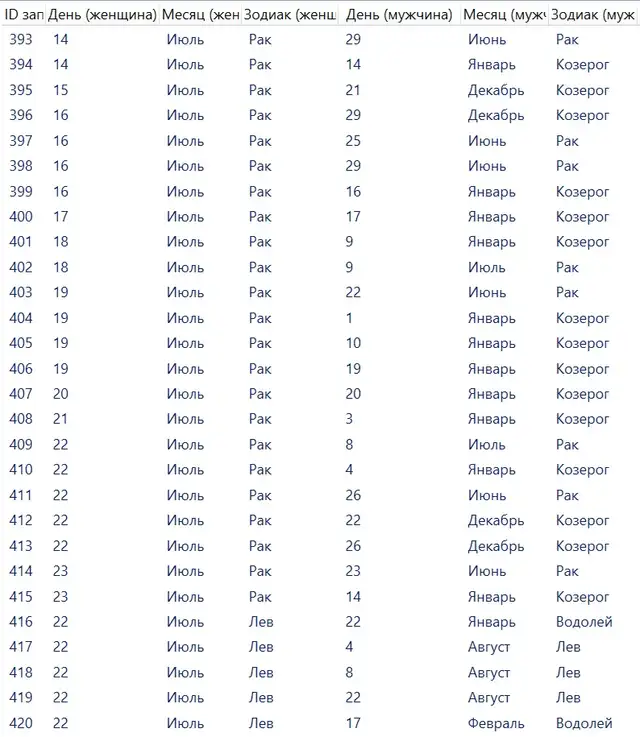 ID зап День (женщина) Месяц (жен Зодиак (женщ День (мужчина) Месяц (мужч Зодиак (муж
393 14 Июль Рак 29 Июнь Рак
394 14 Июль Рак 14 Январь Козерог
395 15 Июль Рак 21 Декабрь Козерог
396 16 Июль Рак 29 Декабрь Козерог
397 16 Июль Рак 25 Июнь Рак
398 16 Июль Рак 29 Июнь Рак
399 16 Июль Рак 16 Январь Козерог
400 17 Июль Рак 17 Январь Козерог
401 18 Июль Рак 9 Январь Козерог
402 18 Июль Рак 9 Июль Рак
403 19 Июль Рак 22 Июнь Рак
404 19 Июль Рак 1 Январь Козерог
405 19 Июль Рак 10 Январь Козерог
406 19 Июль Рак 19 Январь Козерог
407 20 Июль Рак 20 Январь Козерог
408 21 Июль Рак 3 Январь Козерог
409 22 Июль Рак 8 Июль Рак
410 22 Июль Рак 4 Январь Козерог
411 22 Июль Рак 26 Июнь Рак
412 22 Июль Рак 22 Декабрь Козерог
413 22 Июль Рак 26 Декабрь Козерог
414 23 Июль Рак 23 Июнь Рак
415 23 Июль Рак 14 Январь Козерог
416 22 Июль Лев 22 Январь Водолей
417 22 Июль Лев 4 Август Лев
418 22 Июль Лев 8 Август Лев
419 22 Июль Лев 22 Август Лев
420 22 Июль Лев 17 Февраль Водолей